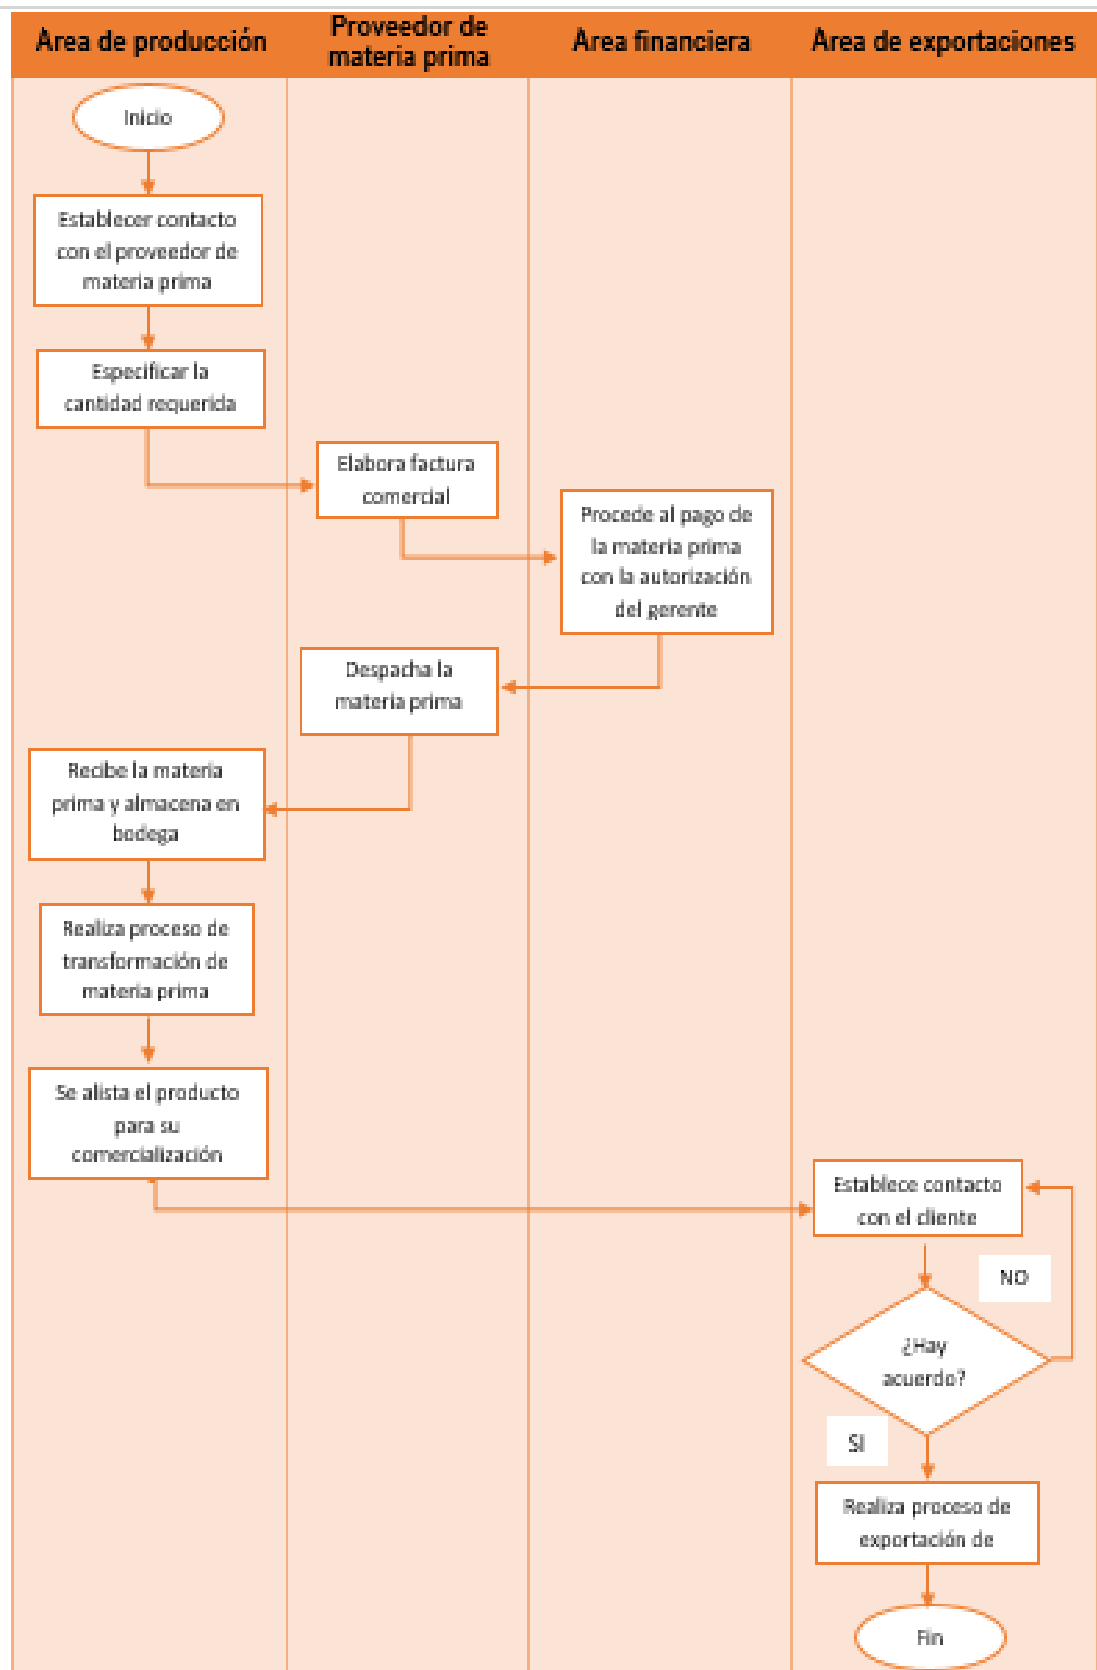 Área de producción
Proveedor de
materia prima
Área financiera
Área de exportaciones
Inicio
Establecer contacto
con el proveedor de
materia prima
Especificar la
cantidad requerida
Elabora factura
comercial
Procede al pago de
la materia prima
con la autorización
del gerente
Despacha la
materia prima
Recibe la materia
prima y almacena en
bodega
Realiza proceso de
transformación de
materia prima
Se alista el producto
para su
comercialización
Establece contacto
con el cliente
NO
¿Hay
acuerdo?
SI
Realiza proceso de
exportación de
Fin